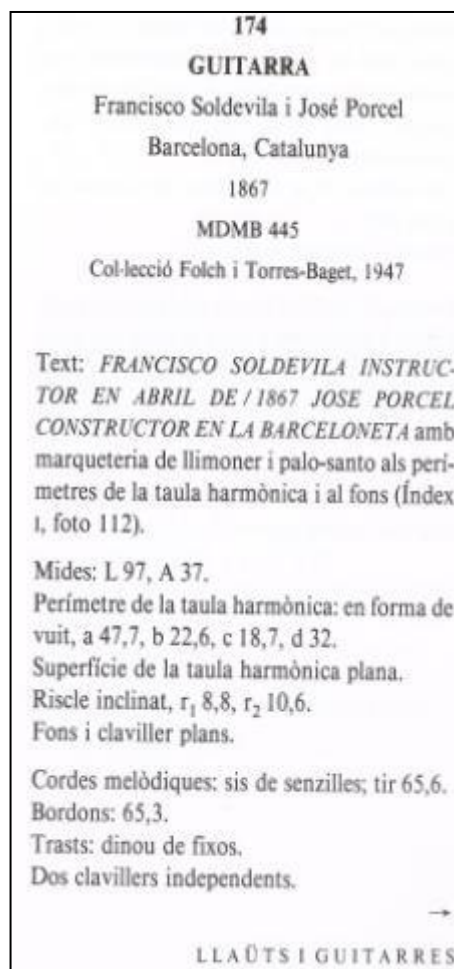 174
GUITARRA
Francisco Soldevila i José Porcel
Barcelona, Catalunya
1867
MDMB 445
Col·lecció Folch i Torres-Baget, 1947
Text: FRANCISCO SOLDEVILA INSTRUC-
TOR EN ABRIL DE / 1867 JOSE PORCEL
CONSTRUCTOR EN LA BARCELONETA amb
marqueteria de llimoner i palo-santo als perí-
metres de la taula harmònica i al fons (Índex
I, foto 112).
Mides: L 97, A 37.
Perímetre de la taula harmònica: en forma de
vuit, a 47,7, b 22,6, c 18,7, d 32.
Superfície de la taula harmònica plana.
Riscle inclinat, r₁ 8,8, r₂ 10,6.
Fons i claviller plans.
Cordes melòdiques: sis de senzilles; tir 65,6.
Bordons: 65,3.
Trasts: dinou de fixos.
Dos clavillers independents.
→
LLAÜTS I GUITARRES